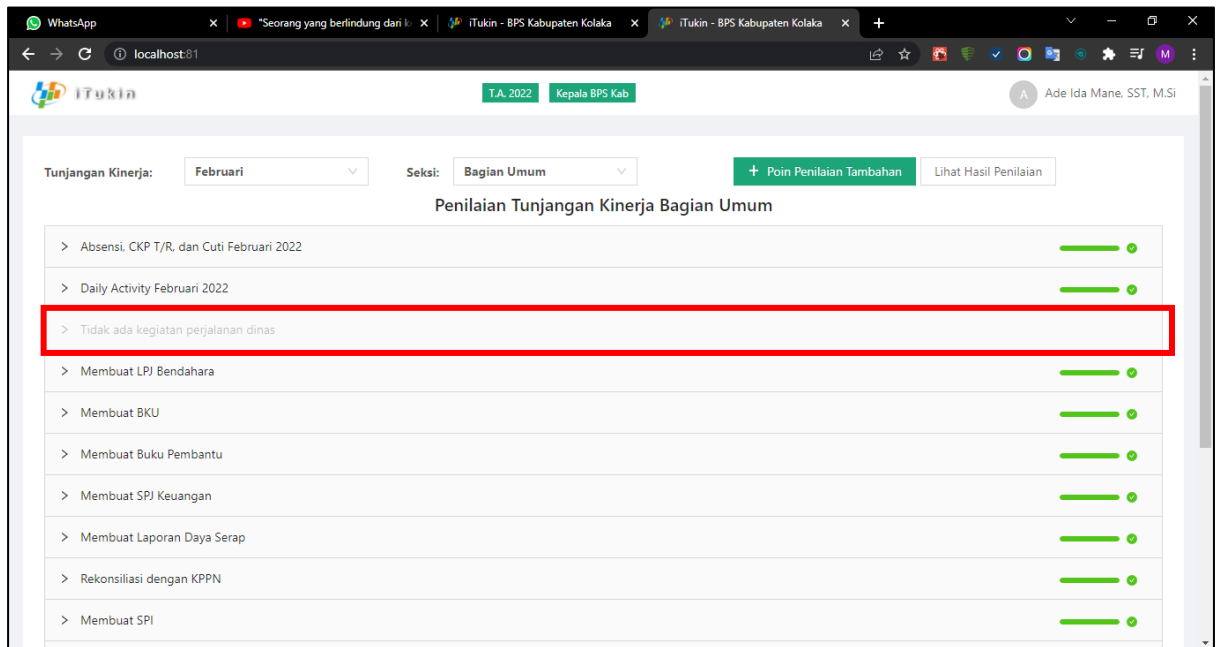 WhatsApp
"Seorang yang berlindung dari k
iTukin - BPS Kabupaten Kolaka
iTukin - BPS Kabupaten Kolaka
localhost:81
M
iTukin
T.A. 2022
Kepala BPS Kab
A
Ade Ida Mane, SST, M.Si
Tunjangan Kinerja:
Februari
Seksi:
Bagian Umum
+ Poin Penilaian Tambahan
Lihat Hasil Penilaian
Penilaian Tunjangan Kinerja Bagian Umum
Absensi, CKP T/R, dan Cuti Februari 2022
Daily Activity Februari 2022
Tidak ada kegiatan perjalanan dinas
Membuat LPJ Bendahara
Membuat BKU
Membuat Buku Pembantu
Membuat SPJ Keuangan
Membuat Laporan Daya Serap
Rekonsiliasi dengan KPPN
Membuat SPI